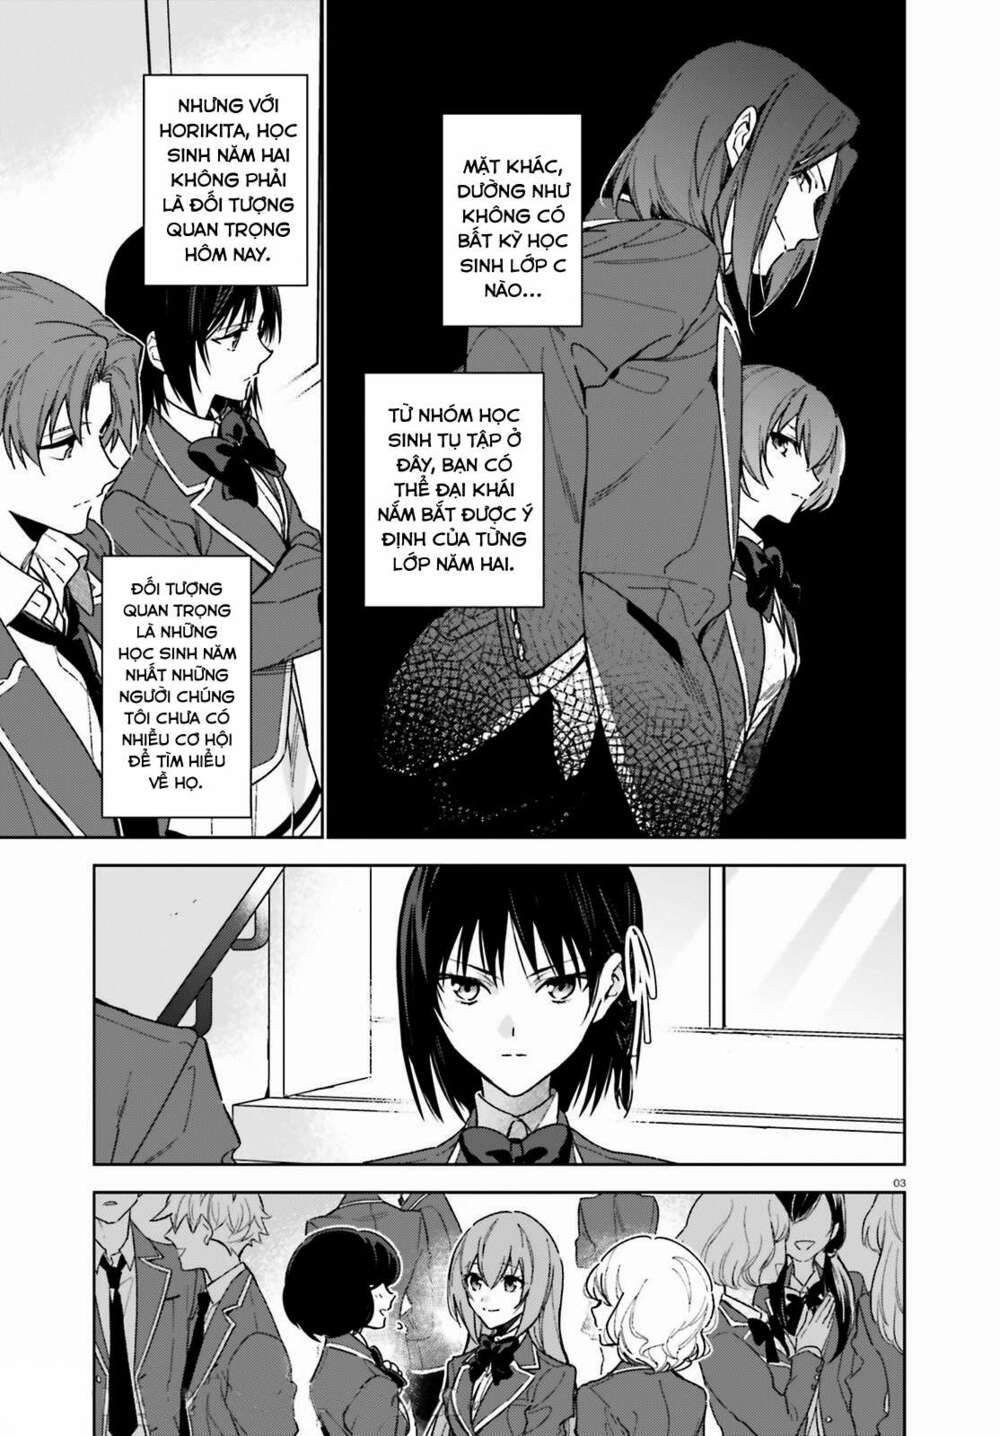 MẶT KHÁC,
DƯỜNG NHƯ
KHÔNG CÓ
BẤT KỲ HỌC
SINH LỚP C
NÀO...
TỪ NHÓM HỌC
SINH TỤ TẬP Ở
ĐÂY, BẠN CÓ
THỂ ĐẠI KHÁI
NẮM BẮT ĐƯỢC Ý
ĐỊNH CỦA TỪNG
LỚP NĂM HAI.
NHƯNG VỚI
HORIKITA, HỌC
SINH NĂM HAI
KHÔNG PHẢI
LÀ ĐỐI TƯỢNG
QUAN TRỌNG
HÔM NAY.
ĐỐI TƯỢNG
QUAN TRỌNG
LÀ NHỮNG
HỌC SINH NĂM
NHẤT NHỮNG
NGƯỜI CHÚNG
TÔI CHƯA CÓ
NHIỀU CƠ HỘI
ĐỂ TÌM HIỂU
VỀ HỌ.
03